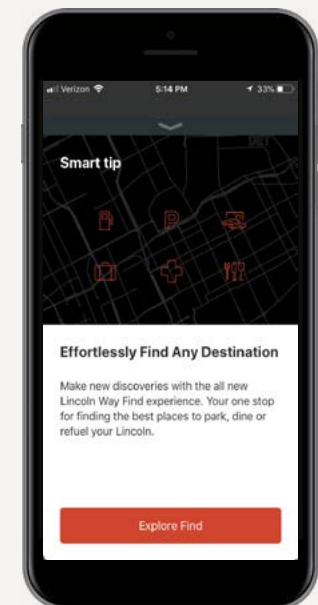 Verizon 5:14 PM 33%
DET
Smart tip
P
Effortlessly Find Any Destination
Make new discoveries with the all new
Lincoln Way Find experience. Your one stop
for finding the best places to park, dine or
refuel your Lincoln.
Explore Find